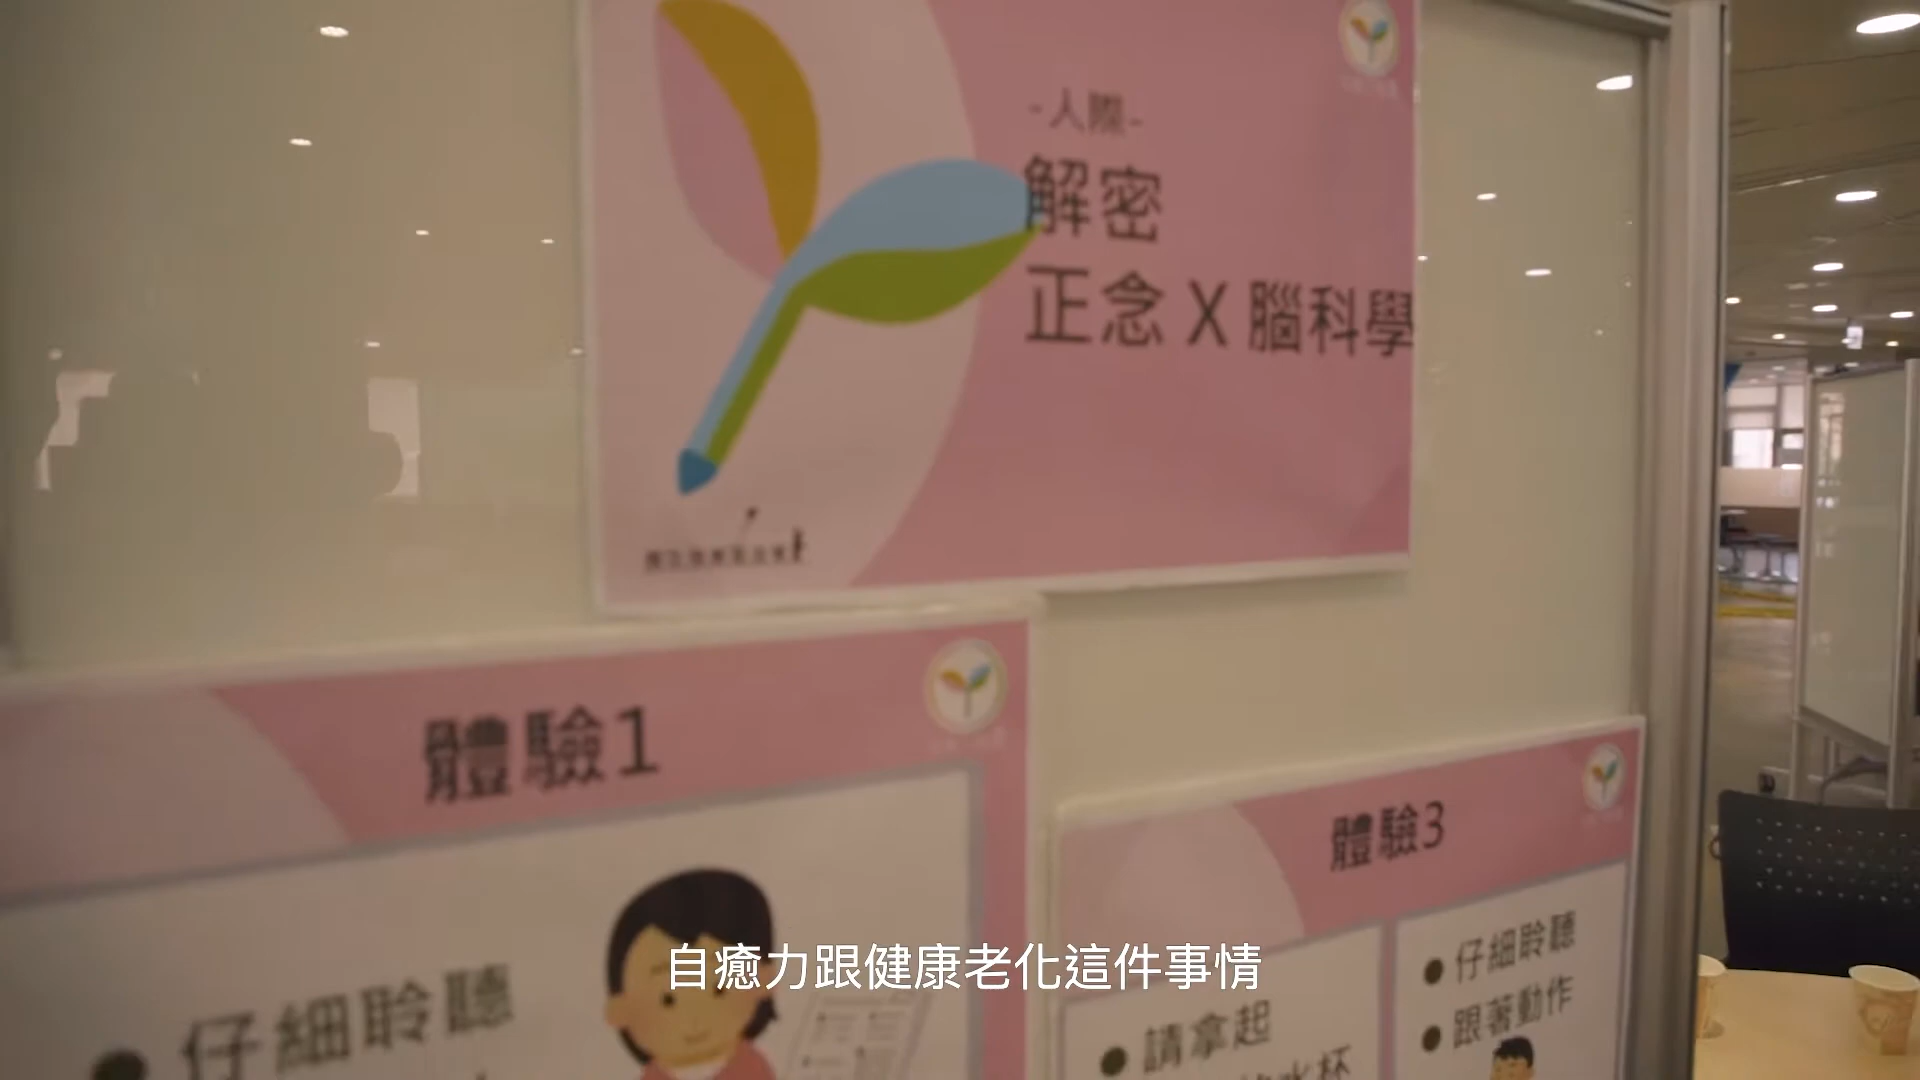 -人際-
解密
正念 X 腦科學
體驗1
仔細聆聽
體驗3
請拿起
水杯
仔細聆聽
跟著動作
自癒力跟健康老化這件事情